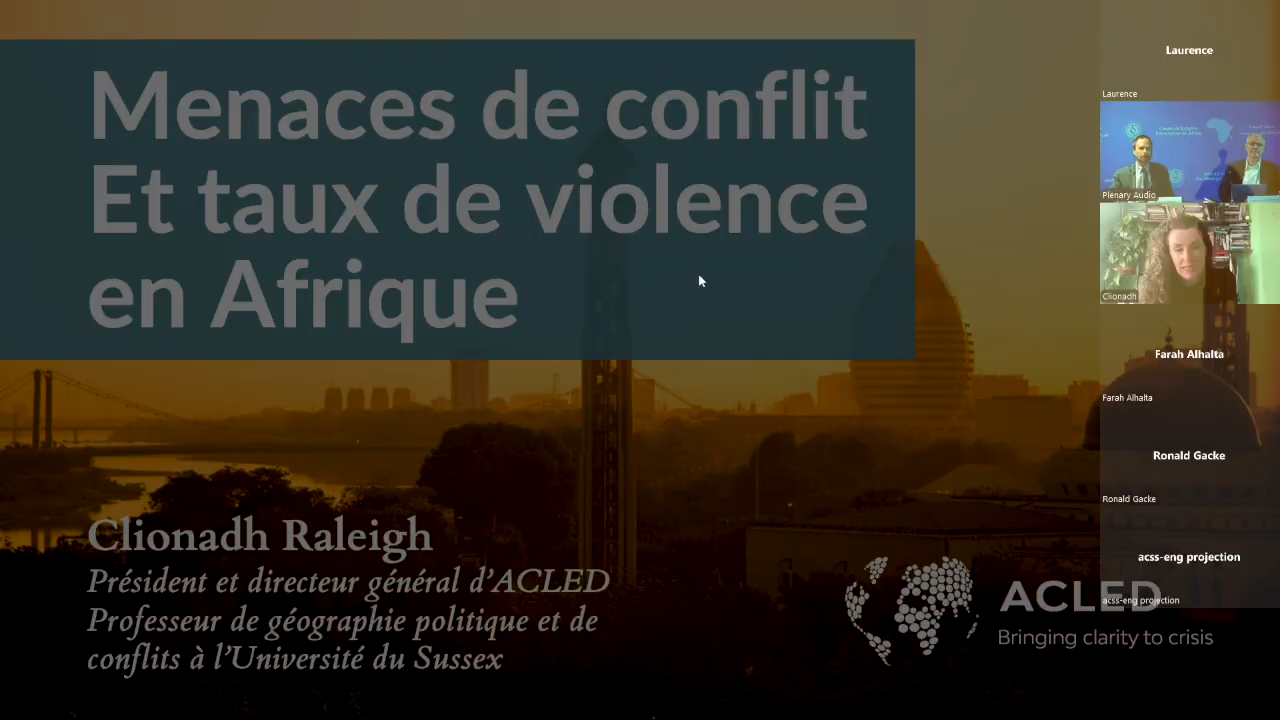 Menaces de conflit
Et taux de violence
en Afrique
Clionadh Raleigh
Président et directeur général d'ACLED
Professeur de géographie politique et de
conflits à l'Université du Sussex
ACLED
Bringing clarity to crisis
Laurence
Laurence
Plenary Audio
Clionadh
Farah Alhalta
Farah Alhalta
Ronald Gacke
Ronald Gacke
acss-eng projection
acss-eng projection